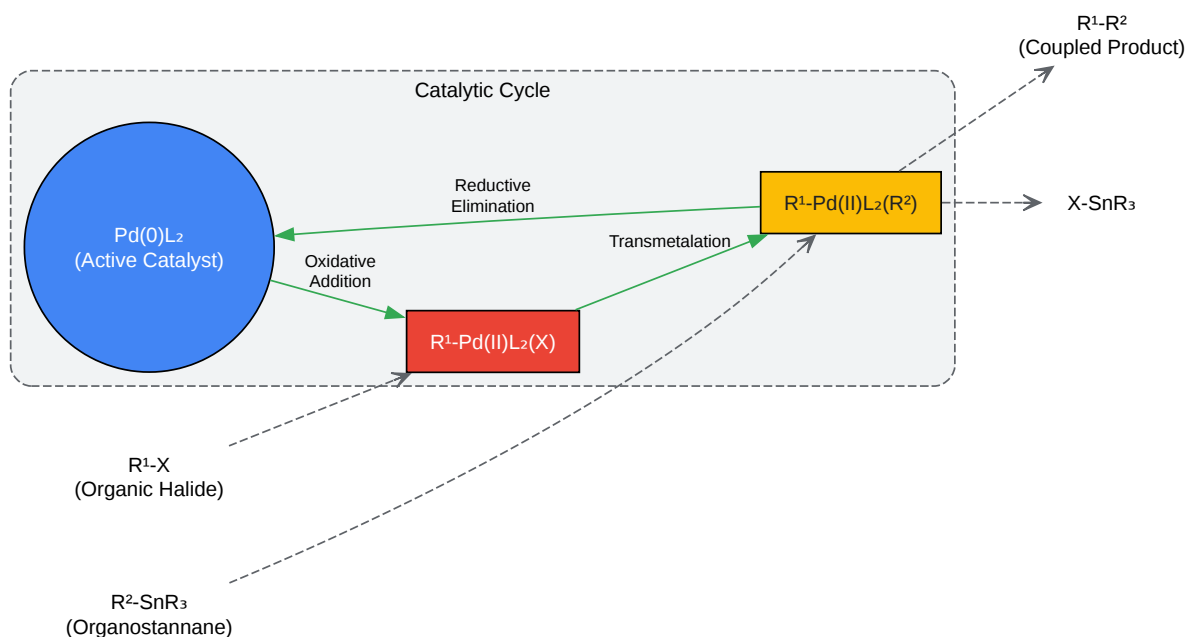 R¹-R²
(Coupled Product)
Catalytic Cycle
Reductive
Elimination
R¹-Pd(II)L₂(R²)
X-SnR₃
Pd(0)L₂
(Active Catalyst)
Transmetalation
Oxidative
Addition
R¹-Pd(II)L₂(X)
R¹-X
(Organic Halide)
R²-SnR₃
(Organostannane)